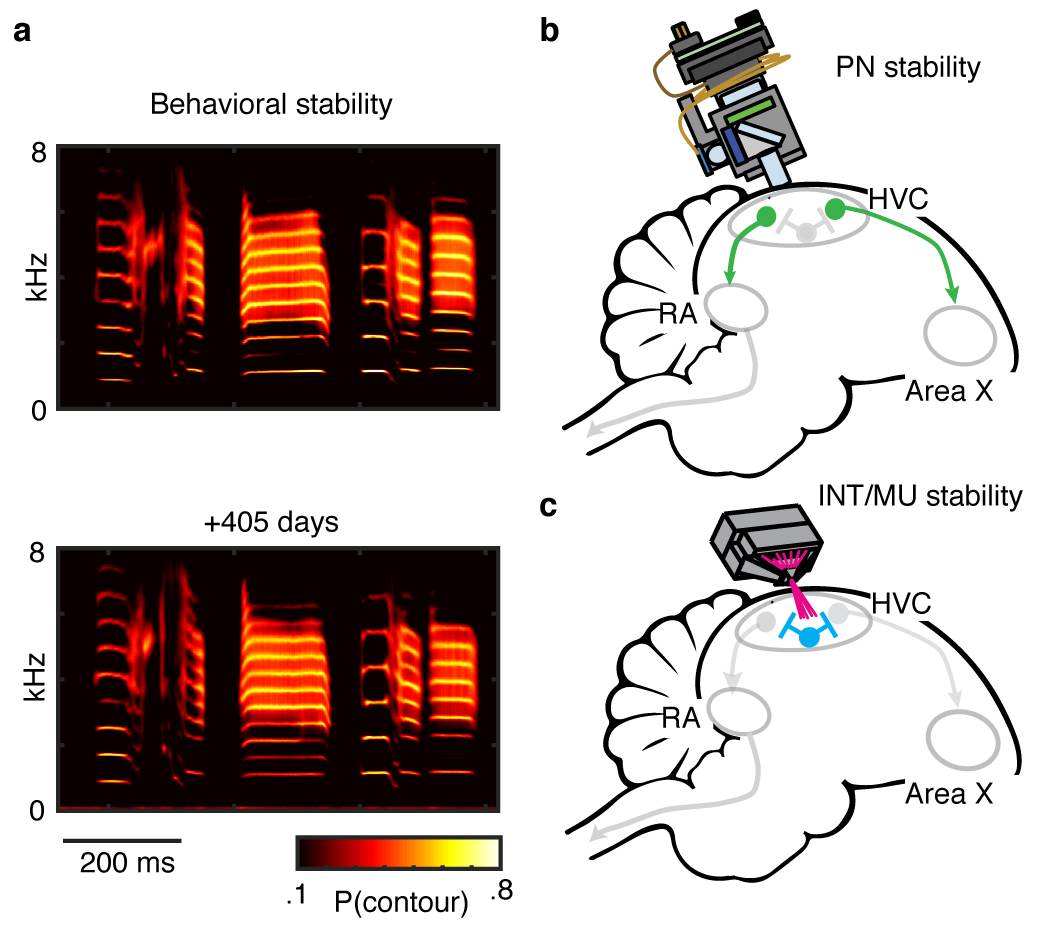 a
Behavioral stability
8
kHz
0
+405 days
8
kHz
0
200 ms
.1
.8
P(contour)
b
PN stability
HVC
RA
Area X
c
INT/MU stability
HVC
RA
Area X